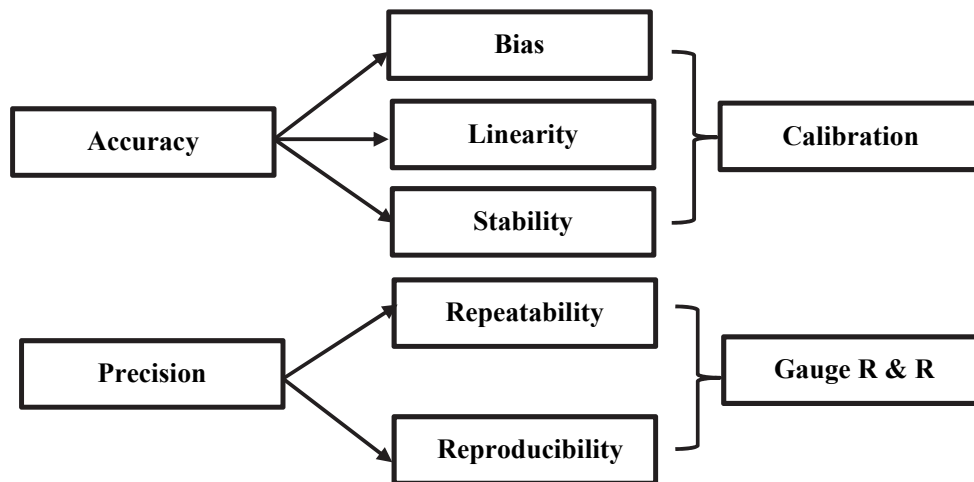 Bias
Accuracy
Linearity
Calibration
Stability
Repeatability
Precision
Gauge R & R
Reproducibility